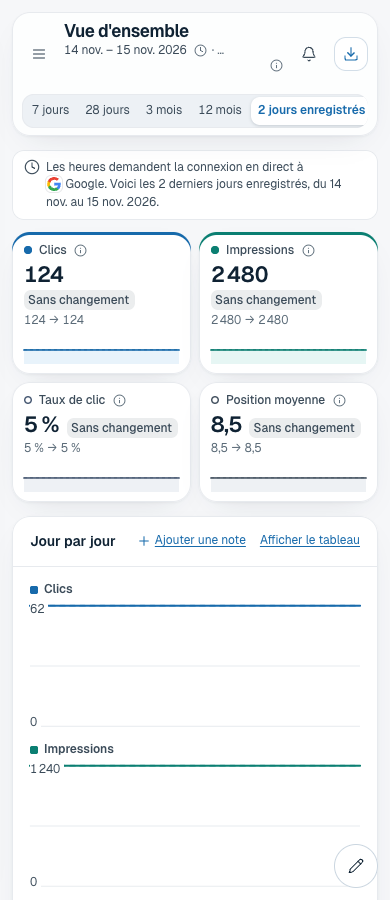 Vue d'ensemble
14 nov. – 15 nov. 2026 · ...
7 jours
28 jours
3 mois
12 mois
2 jours enregistrés
Les heures demandent la connexion en direct à
Google. Voici les 2 derniers jours enregistrés, du 14
nov. au 15 nov. 2026.
Clics
124
Sans changement
124 → 124
Impressions
2 480
Sans changement
2 480 → 2 480
Taux de clic
5 % Sans changement
5 % → 5 %
Position moyenne
8,5 Sans changement
8,5 → 8,5
Jour par jour
+ Ajouter une note
Afficher le tableau
Clics
62
0
Impressions
1 240
0